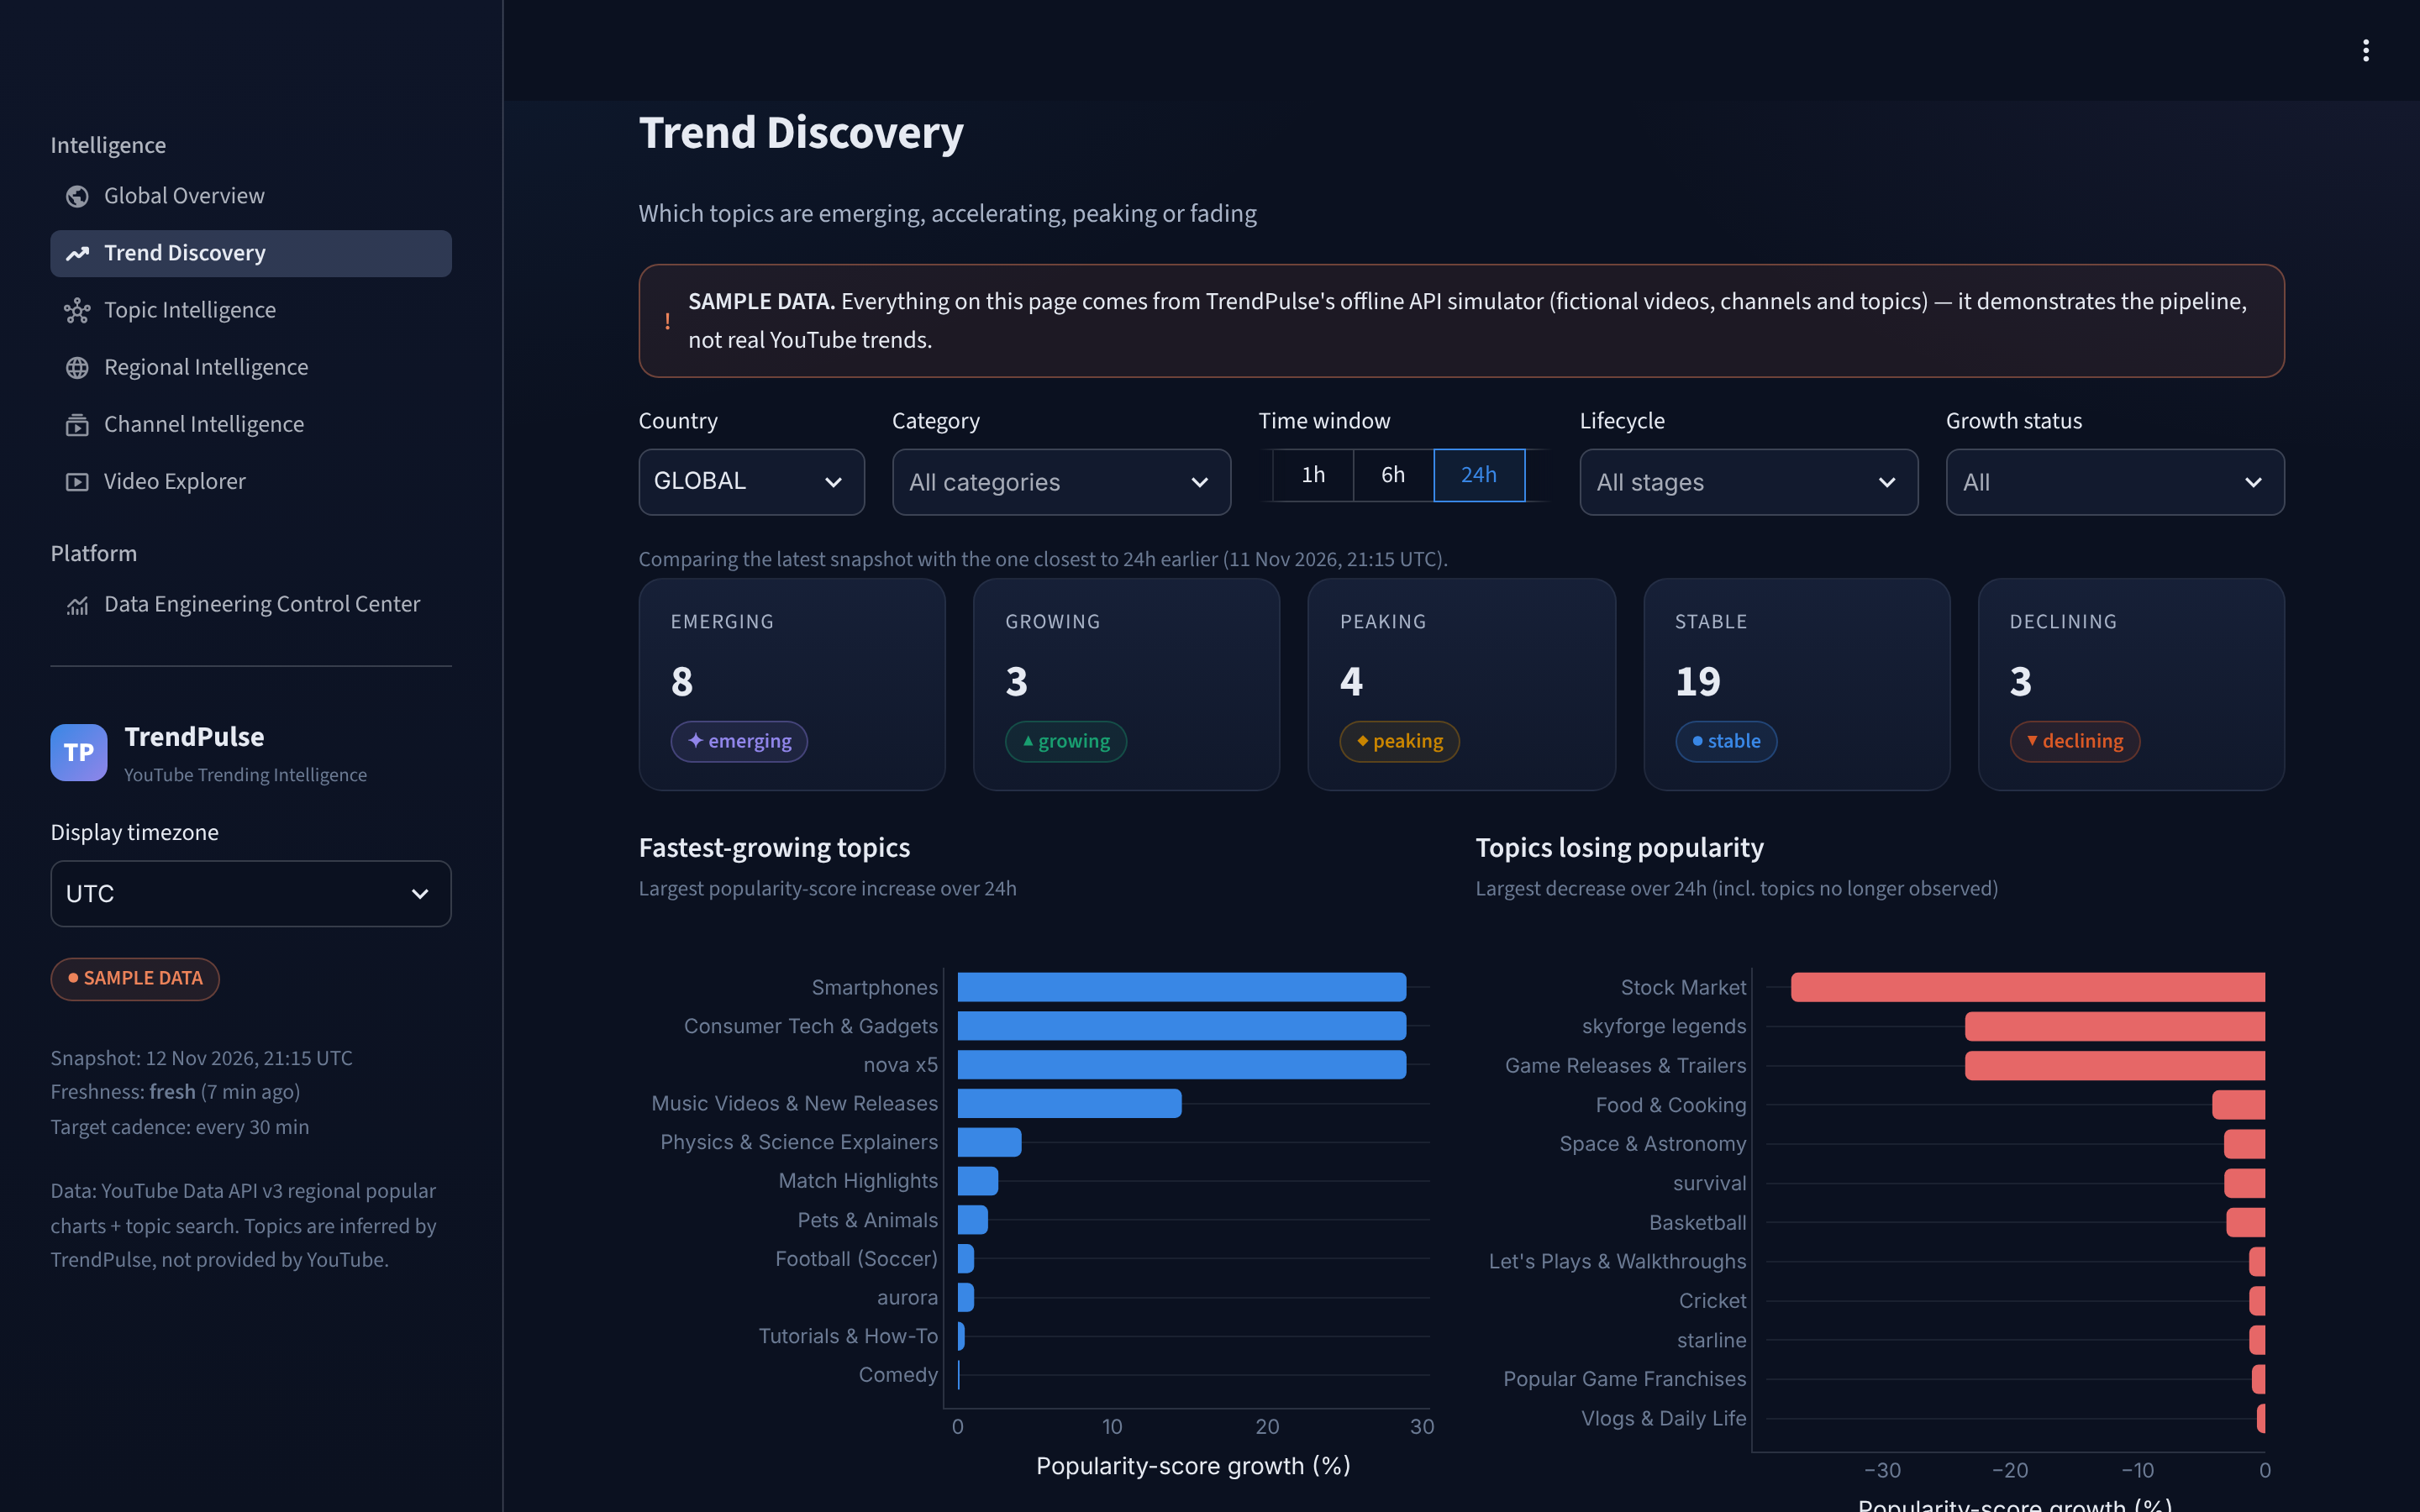 Intelligence
Global Overview
Trend Discovery
Topic Intelligence
Regional Intelligence
Channel Intelligence
Video Explorer
Platform
Data Engineering Control Center
TP
TrendPulse
YouTube Trending Intelligence
Display timezone
UTC
SAMPLE DATA
Snapshot: 12 Nov 2026, 21:15 UTC
Freshness: fresh (7 min ago)
Target cadence: every 30 min
Data: YouTube Data API v3 regional popular
charts + topic search. Topics are inferred by
TrendPulse, not provided by YouTube.
Trend Discovery
Which topics are emerging, accelerating, peaking or fading
! SAMPLE DATA. Everything on this page comes from TrendPulse's offline API simulator (fictional videos, channels and topics) — it demonstrates the pipeline,
not real YouTube trends.
Country
GLOBAL
Category
All categories
Time window
1h 6h 24h
Lifecycle
All stages
Growth status
All
Comparing the latest snapshot with the one closest to 24h earlier (11 Nov 2026, 21:15 UTC).
EMERGING
8
emerging
GROWING
3
growing
PEAKING
4
peaking
STABLE
19
stable
DECLINING
3
declining
Fastest-growing topics
Largest popularity-score increase over 24h
Smartphones
Consumer Tech & Gadgets
nova x5
Music Videos & New Releases
Physics & Science Explainers
Match Highlights
Pets & Animals
Football (Soccer)
aurora
Tutorials & How-To
Comedy
0 10 20 30
Popularity-score growth (%)
Topics losing popularity
Largest decrease over 24h (incl. topics no longer observed)
Stock Market
skyforge legends
Game Releases & Trailers
Food & Cooking
Space & Astronomy
survival
Basketball
Let's Plays & Walkthroughs
Cricket
starline
Popular Game Franchises
Vlogs & Daily Life
−30 −20 −10 0
Popularity-score growth (%)